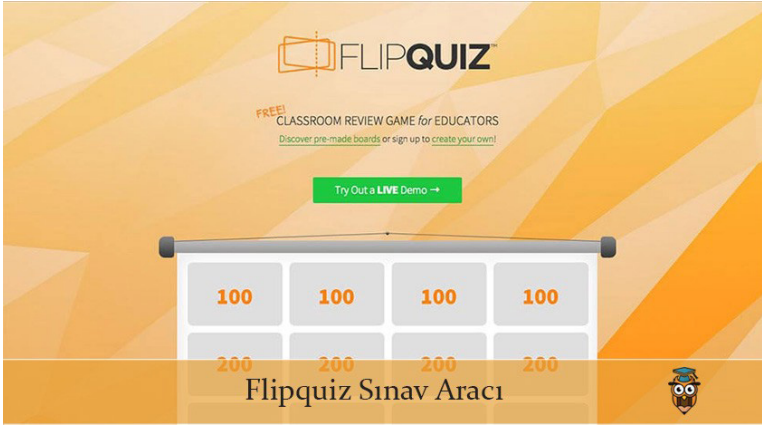 FLIPQUIZ™
FREE!
CLASSROOM REVIEW GAME for EDUCATORS
Discover pre-made boards or sign up to create your own!
Try Out a LIVE Demo →
100 100 100 100
200 200 200 200
Flipquiz Sınav Aracı